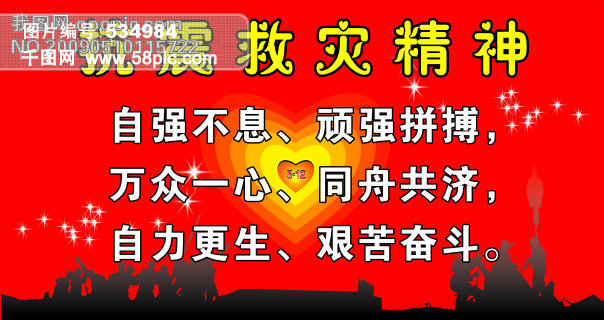 我图网 ooopic.com
图片编号 534984
NO.20090510115722
千图网 www.58pic.com
抗震救灾精神
自强不息、顽强拼搏，
5·12
万众一心、同舟共济，
自力更生、艰苦奋斗。